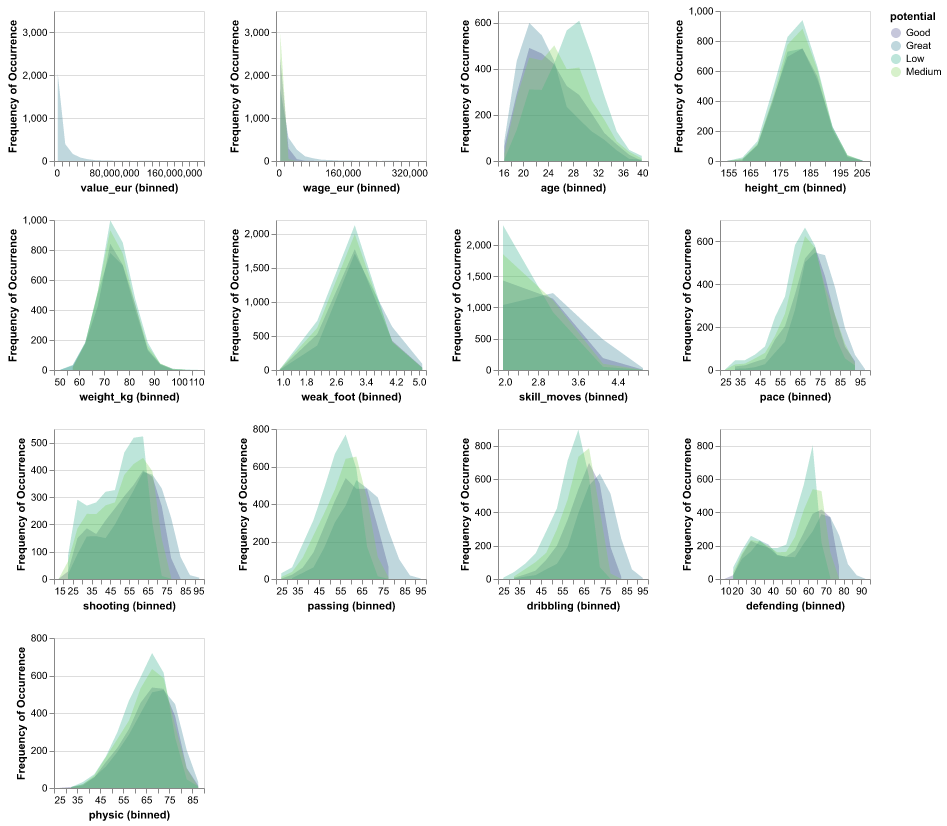 Frequency of Occurrence
3,000
2,000
1,000
0
0 80,000,000 160,000,000
value_eur (binned)
Frequency of Occurrence
3,000
2,000
1,000
0
0 160,000 320,000
wage_eur (binned)
Frequency of Occurrence
600
400
200
0
16 20 24 28 32 36 40
age (binned)
Frequency of Occurrence
1,000
800
600
400
200
0
155 165 175 185 195 205
height_cm (binned)
potential
Good
Great
Low
Medium
Frequency of Occurrence
1,000
800
600
400
200
0
50 60 70 80 90 100 110
weight_kg (binned)
Frequency of Occurrence
2,000
1,500
1,000
500
0
1.0 1.8 2.6 3.4 4.2 5.0
weak_foot (binned)
Frequency of Occurrence
2,000
1,500
1,000
500
0
2.0 2.8 3.6 4.4
skill_moves (binned)
Frequency of Occurrence
600
400
200
0
25 35 45 55 65 75 85 95
pace (binned)
Frequency of Occurrence
500
400
300
200
100
0
15 25 35 45 55 65 75 85 95
shooting (binned)
Frequency of Occurrence
800
600
400
200
0
25 35 45 55 65 75 85 95
passing (binned)
Frequency of Occurrence
800
600
400
200
0
25 35 45 55 65 75 85 95
dribbling (binned)
Frequency of Occurrence
800
600
400
200
0
10 20 30 40 50 60 70 80 90
defending (binned)
Frequency of Occurrence
800
600
400
200
0
25 35 45 55 65 75 85
physic (binned)